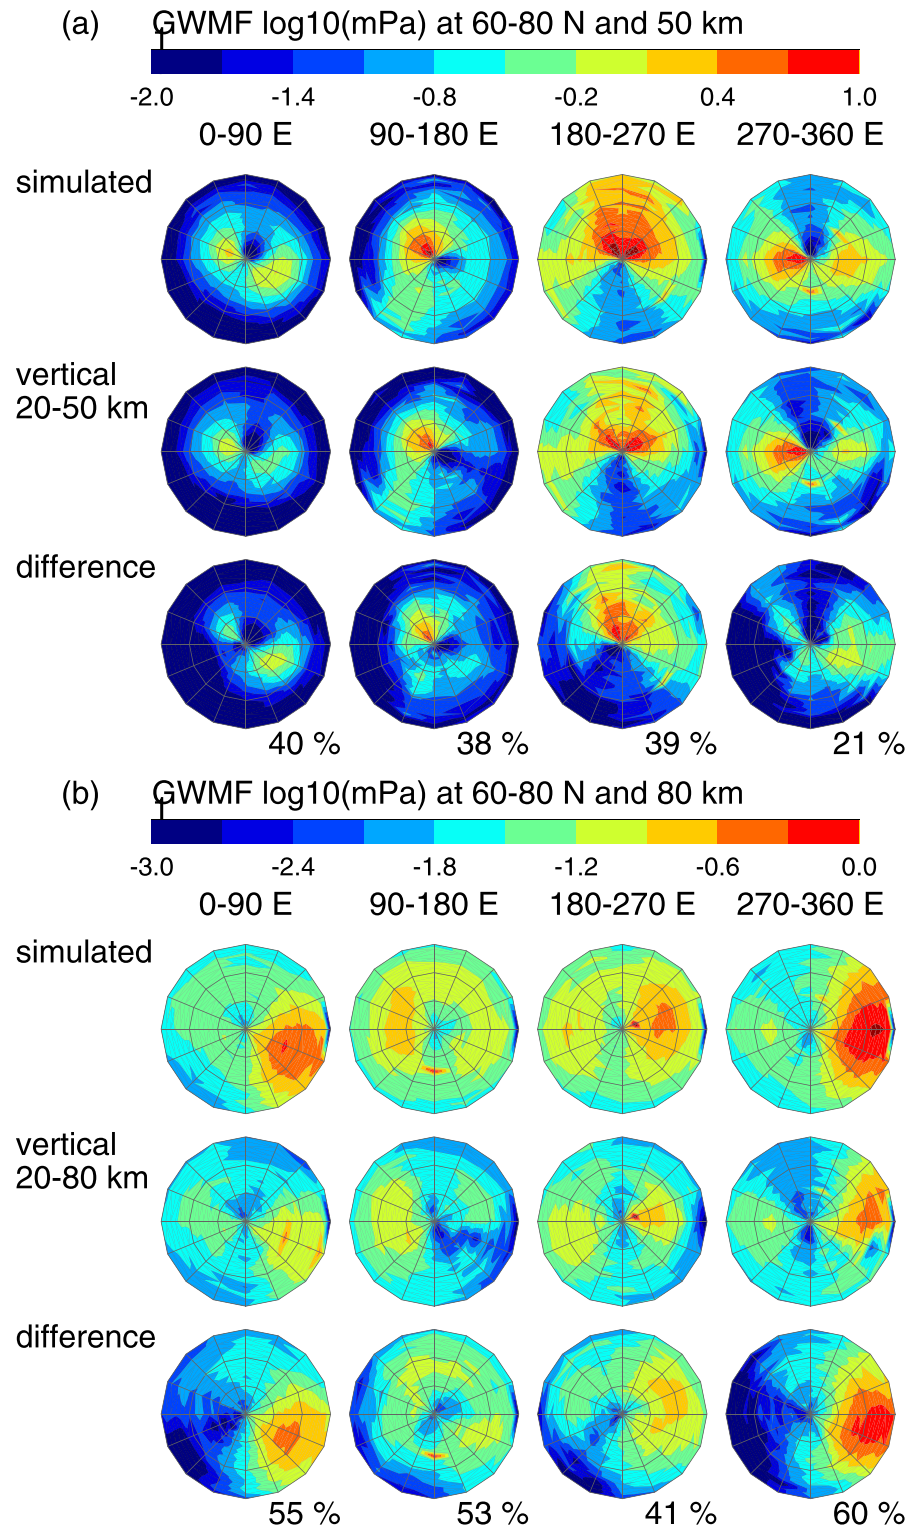 (a) GWMF log10(mPa) at 60-80 N and 50 km
-2.0 -1.4 -0.8 -0.2 0.4 1.0
0-90 E 90-180 E 180-270 E 270-360 E
simulated
vertical
20-50 km
difference
40 % 38 % 39 % 21 %
(b) GWMF log10(mPa) at 60-80 N and 80 km
-3.0 -2.4 -1.8 -1.2 -0.6 0.0
0-90 E 90-180 E 180-270 E 270-360 E
simulated
vertical
20-80 km
difference
55 % 53 % 41 % 60 %